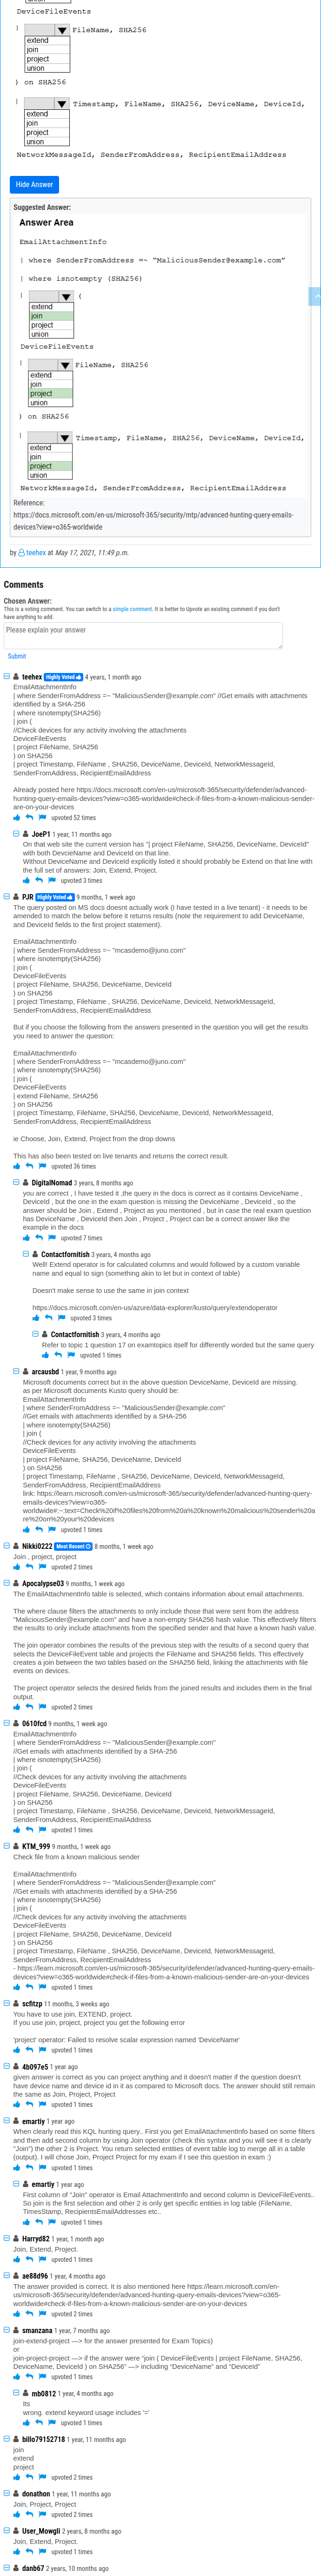 DeviceFileEvents
| FileName, SHA256
extend
join
project
union
) on SHA256
| Timestamp, FileName, SHA256, DeviceName, DeviceId,
extend
join
project
union
NetworkMessageId, SenderFromAddress, RecipientEmailAddress
Hide Answer
Suggested Answer:
Answer Area
EmailAttachmentInfo
| where SenderFromAddress =~ "MaliciousSender@example.com"
| where isnotempty (SHA256)
| (
extend
join
project
union
DeviceFileEvents
| FileName, SHA256
extend
join
project
union
) on SHA256
| Timestamp, FileName, SHA256, DeviceName, DeviceId,
extend
join
project
union
NetworkMessageId, SenderFromAddress, RecipientEmailAddress
Reference:
https://docs.microsoft.com/en-us/microsoft-365/security/mtp/advanced-hunting-query-emails-
devices?view=o365-worldwide
by teehex at May 17, 2021, 11:49 p.m.
Comments
Chosen Answer:
This is a voting comment. You can switch to a simple comment. It is better to Upvote an existing comment if you don't
have anything to add.
Please explain your answer
Submit
teehex Highly Voted 4 years, 1 month ago
EmailAttachmentInfo
| where SenderFromAddress =~ "MaliciousSender@example.com" //Get emails with attachments
identified by a SHA-256
| where isnotempty(SHA256)
| join (
//Check devices for any activity involving the attachments
DeviceFileEvents
| project FileName, SHA256
) on SHA256
| project Timestamp, FileName , SHA256, DeviceName, DeviceId, NetworkMessageId,
SenderFromAddress, RecipientEmailAddress
Already posted here https://docs.microsoft.com/en-us/microsoft-365/security/defender/advanced-
hunting-query-emails-devices?view=o365-worldwide#check-if-files-from-a-known-malicious-sender-
are-on-your-devices
upvoted 52 times
JoeP1 1 year, 11 months ago
On that web site the current version has "| project FileName, SHA256, DeviceName, DeviceId"
with both DevcieName and DeviceID on that line.
Without DeviceName and DeviceId explicitly listed it should probably be Extend on that line with
the full set of answers: Join, Extend, Project.
upvoted 3 times
PJR Highly Voted 9 months, 1 week ago
The query posted on MS docs doesnt actually work (I have tested in a live tenant) - it needs to be
amended to match the below before it returns results (note the requirement to add DeviceName,
and DeviceId fields to the first project statement).
EmailAttachmentInfo
| where SenderFromAddress =~ "mcasdemo@juno.com"
| where isnotempty(SHA256)
| join (
DeviceFileEvents
| project FileName, SHA256, DeviceName, DeviceId
) on SHA256
| project Timestamp, FileName , SHA256, DeviceName, DeviceId, NetworkMessageId,
SenderFromAddress, RecipientEmailAddress
But if you choose the following from the answers presented in the question you will get the results
you need to answer the question:
EmailAttachmentInfo
| where SenderFromAddress =~ "mcasdemo@juno.com"
| where isnotempty(SHA256)
| join (
DeviceFileEvents
| extend FileName, SHA256
) on SHA256
| project Timestamp, FileName, SHA256, DeviceName, DeviceId, NetworkMessageId,
SenderFromAddress, RecipientEmailAddress
ie Choose, Join, Extend, Project from the drop downs
This has also been tested on live tenants and returns the correct result.
upvoted 36 times
DigitalNomad 3 years, 8 months ago
you are correct , I have tested it ,the query in the docs is correct as it contains DeviceName ,
DeviceId , but the one in the exam question is missing the DeviceName , DeviceId , so the
answer should be Join , Extend , Project as you mentioned , but in case the real exam question
has DeviceName , DeviceId then Join , Project , Project can be a correct answer like the
example in the docs
upvoted 7 times
Contactfornitish 3 years, 4 months ago
Well! Extend operator is for calculated columns and would followed by a custom variable
name and equal to sign (something akin to let but in context of table)
Doesn't make sense to use the same in join context
https://docs.microsoft.com/en-us/azure/data-explorer/kusto/query/extendoperator
upvoted 3 times
Contactfornitish 3 years, 4 months ago
Refer to topic 1 question 17 on examtopics itself for differently worded but the same query
upvoted 1 times
arcausbd 1 year, 9 months ago
Microsoft documents correct but in the above question DeviceName, DeviceId are missing.
as per Microsoft documents Kusto query should be:
EmailAttachmentInfo
| where SenderFromAddress =~ "MaliciousSender@example.com"
//Get emails with attachments identified by a SHA-256
| where isnotempty(SHA256)
| join (
//Check devices for any activity involving the attachments
DeviceFileEvents
| project FileName, SHA256, DeviceName, DeviceId
) on SHA256
| project Timestamp, FileName , SHA256, DeviceName, DeviceId, NetworkMessageId,
SenderFromAddress, RecipientEmailAddress
link: https://learn.microsoft.com/en-us/microsoft-365/security/defender/advanced-hunting-query-
emails-devices?view=o365-
worldwide#:~:text=Check%20if%20files%20from%20a%20known%20malicious%20sender%20a
re%20on%20your%20devices
upvoted 1 times
Nikki0222 Most Recent 8 months, 1 week ago
Join , project, project
upvoted 2 times
Apocalypse03 9 months, 1 week ago
The EmailAttachmentInfo table is selected, which contains information about email attachments.
The where clause filters the attachments to only include those that were sent from the address
"MaliciousSender@example.com" and have a non-empty SHA256 hash value. This effectively filters
the results to only include attachments from the specified sender and that have a known hash value.
The join operator combines the results of the previous step with the results of a second query that
selects the DeviceFileEvent table and projects the FileName and SHA256 fields. This effectively
creates a join between the two tables based on the SHA256 field, linking the attachments with file
events on devices.
The project operator selects the desired fields from the joined results and includes them in the final
output.
upvoted 2 times
0610fcd 9 months, 1 week ago
EmailAttachmentInfo
| where SenderFromAddress =~ "MaliciousSender@example.com"
//Get emails with attachments identified by a SHA-256
| where isnotempty(SHA256)
| join (
//Check devices for any activity involving the attachments
DeviceFileEvents
| project FileName, SHA256, DeviceName, DeviceId
) on SHA256
| project Timestamp, FileName , SHA256, DeviceName, DeviceId, NetworkMessageId,
SenderFromAddress, RecipientEmailAddress
upvoted 1 times
KTM_999 9 months, 1 week ago
Check file from a known malicious sender
EmailAttachmentInfo
| where SenderFromAddress =~ "MaliciousSender@example.com"
//Get emails with attachments identified by a SHA-256
| where isnotempty(SHA256)
| join (
//Check devices for any activity involving the attachments
DeviceFileEvents
| project FileName, SHA256, DeviceName, DeviceId
) on SHA256
| project Timestamp, FileName , SHA256, DeviceName, DeviceId, NetworkMessageId,
SenderFromAddress, RecipientEmailAddress
- https://learn.microsoft.com/en-us/microsoft-365/security/defender/advanced-hunting-query-emails-
devices?view=o365-worldwide#check-if-files-from-a-known-malicious-sender-are-on-your-devices
upvoted 1 times
scfitzp 11 months, 3 weeks ago
You have to use join, EXTEND, project.
If you use join, project, project you get the following error
'project' operator: Failed to resolve scalar expression named 'DeviceName'
upvoted 1 times
4b097e5 1 year ago
given answer is correct as you can project anything and it doesn't matter if the question doesn't
have device name and device id in it as compared to Microsoft docs. The answer should still remain
the same as Join, Project, Project
upvoted 1 times
emartiy 1 year ago
When clearly read this KQL hunting query.. First you get EmailAttachmentInfo based on some filters
and then add second column by using Join operator (check this syntax and you will see it is clearly
"Join") the other 2 is Project. You return selected entities of event table log to merge all in a table
(output). I will chose Join, Project Project for my exam if I see this question in exam :)
upvoted 1 times
emartiy 1 year ago
First column of "Join" operator is Email AttachmentInfo and second column is DeviceFileEvents..
So join is the first selection and other 2 is only get specific entities in log table (FileName,
TimesStamp, RecipientsEmailAddresses etc..
upvoted 1 times
Harryd82 1 year, 1 month ago
Join, Extend, Project.
upvoted 1 times
ae88d96 1 year, 4 months ago
The answer provided is correct. It is also mentioned here https://learn.microsoft.com/en-
us/microsoft-365/security/defender/advanced-hunting-query-emails-devices?view=o365-
worldwide#check-if-files-from-a-known-malicious-sender-are-on-your-devices
upvoted 2 times
smanzana 1 year, 7 months ago
join-extend-project —> for the answer presented for Exam Topics)
or
join-project-project —> if the answer were "join ( DeviceFileEvents | project FileName, SHA256,
DeviceName, DeviceId ) on SHA256" —> including "DeviceName" and "DeviceId"
upvoted 1 times
mb0812 1 year, 4 months ago
Its
wrong. extend keyword usage includes '='
upvoted 1 times
billo79152718 1 year, 11 months ago
join
extend
project
upvoted 2 times
donathon 1 year, 11 months ago
Join, Project, Project
upvoted 2 times
User_Mowgli 2 years, 8 months ago
Join, Extend, Project.
upvoted 1 times
danb67 2 years, 10 months ago